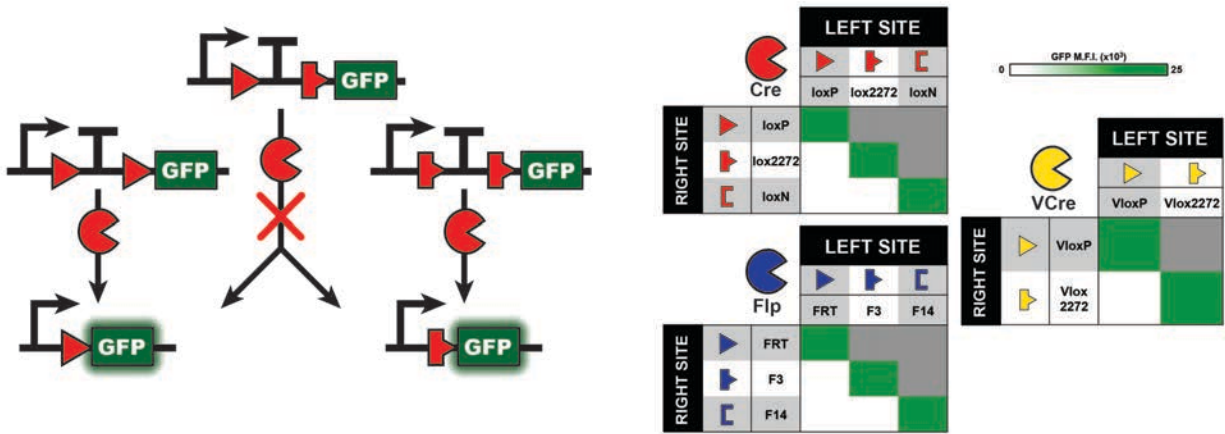 GFP
GFP
GFP
GFP
GFP
LEFT SITE
Cre
loxP lox2272 loxN
RIGHT SITE
loxP
lox2272
loxN
GFP M.F.I. (x10³)
0 25
LEFT SITE
Flp
FRT F3 F14
RIGHT SITE
FRT
F3
F14
LEFT SITE
VCre
VloxP Vlox2272
RIGHT SITE
VloxP
Vlox
2272